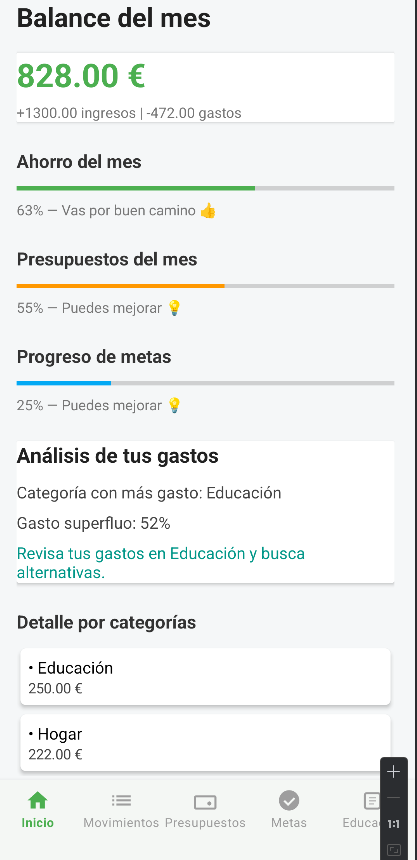 Balance del mes
828.00 €
+1300.00 ingresos | -472.00 gastos
Ahorro del mes
63% — Vas por buen camino 👍
Presupuestos del mes
55% — Puedes mejorar 💡
Progreso de metas
25% — Puedes mejorar 💡
Análisis de tus gastos
Categoría con más gasto: Educación
Gasto superfluo: 52%
Revisa tus gastos en Educación y busca
alternativas.
Detalle por categorías
• Educación
250.00 €
• Hogar
222.00 €
Inicio Movimientos Presupuestos Metas Educa
1:1